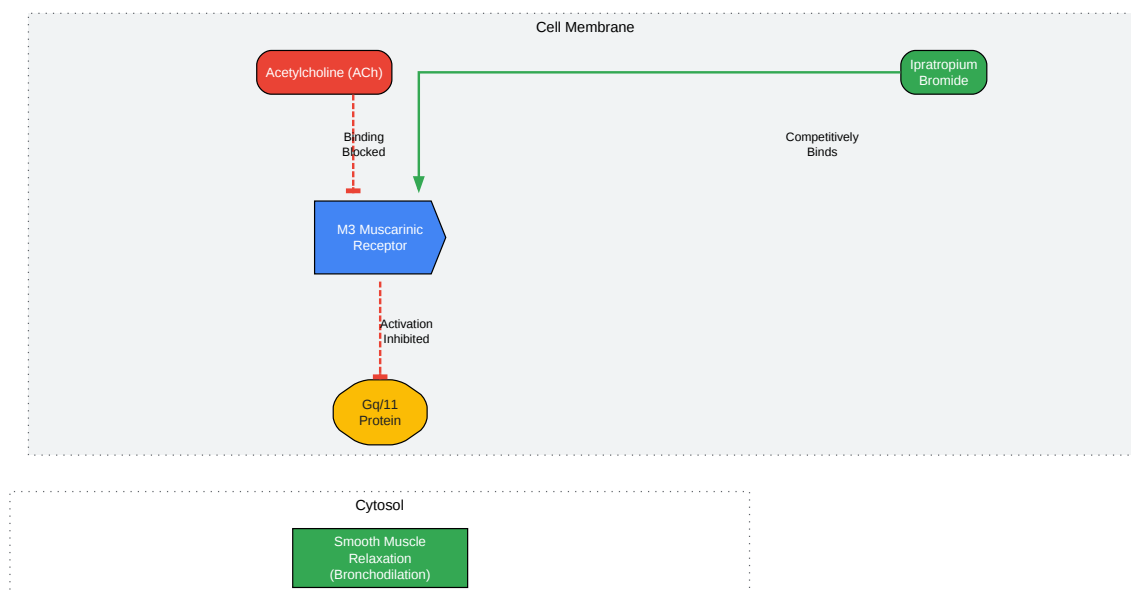 Cell Membrane
Acetylcholine (ACh)
Ipratropium
Bromide
Binding
Blocked
Competitively
Binds
M3 Muscarinic
Receptor
Activation
Inhibited
Gq/11
Protein
Cytosol
Smooth Muscle
Relaxation
(Bronchodilation)